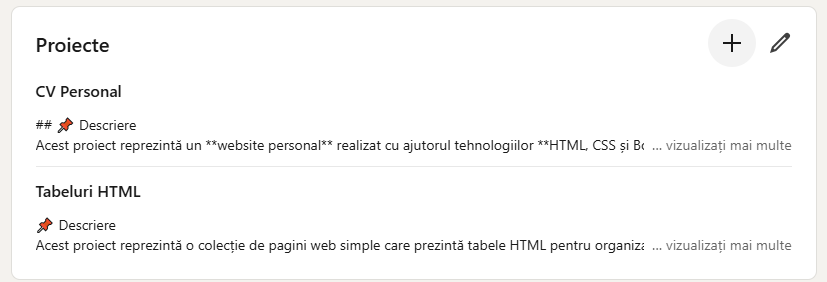 Proiecte
CV Personal
## 📌 Descriere
Acest proiect reprezintă un **website personal** realizat cu ajutorul tehnologiilor **HTML, CSS și Bo ... vizualizați mai multe
Tabeluri HTML
📌 Descriere
Acest proiect reprezintă o colecție de pagini web simple care prezintă tabele HTML pentru organiza ... vizualizați mai multe